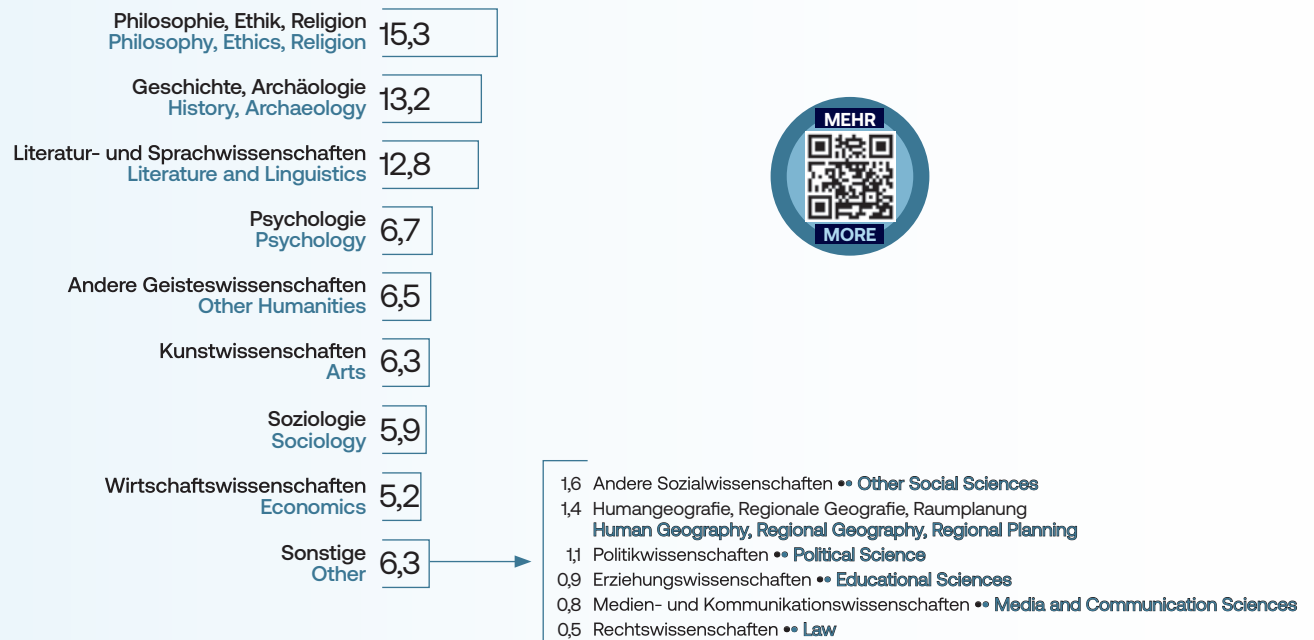 Philosophie, Ethik, Religion
Philosophy, Ethics, Religion
15,3
Geschichte, Archäologie
History, Archaeology
13,2
Literatur- und Sprachwissenschaften
Literature and Linguistics
12,8
Psychologie
Psychology
6,7
Andere Geisteswissenschaften
Other Humanities
6,5
Kunstwissenschaften
Arts
6,3
Soziologie
Sociology
5,9
Wirtschaftswissenschaften
Economics
5,2
Sonstige
Other
6,3
MEHR
MORE
1,6 Andere Sozialwissenschaften •• Other Social Sciences
1,4 Humangeografie, Regionale Geografie, Raumplanung
Human Geography, Regional Geography, Regional Planning
1,1 Politikwissenschaften •• Political Science
0,9 Erziehungswissenschaften •• Educational Sciences
0,8 Medien- und Kommunikationswissenschaften •• Media and Communication Sciences
0,5 Rechtswissenschaften •• Law